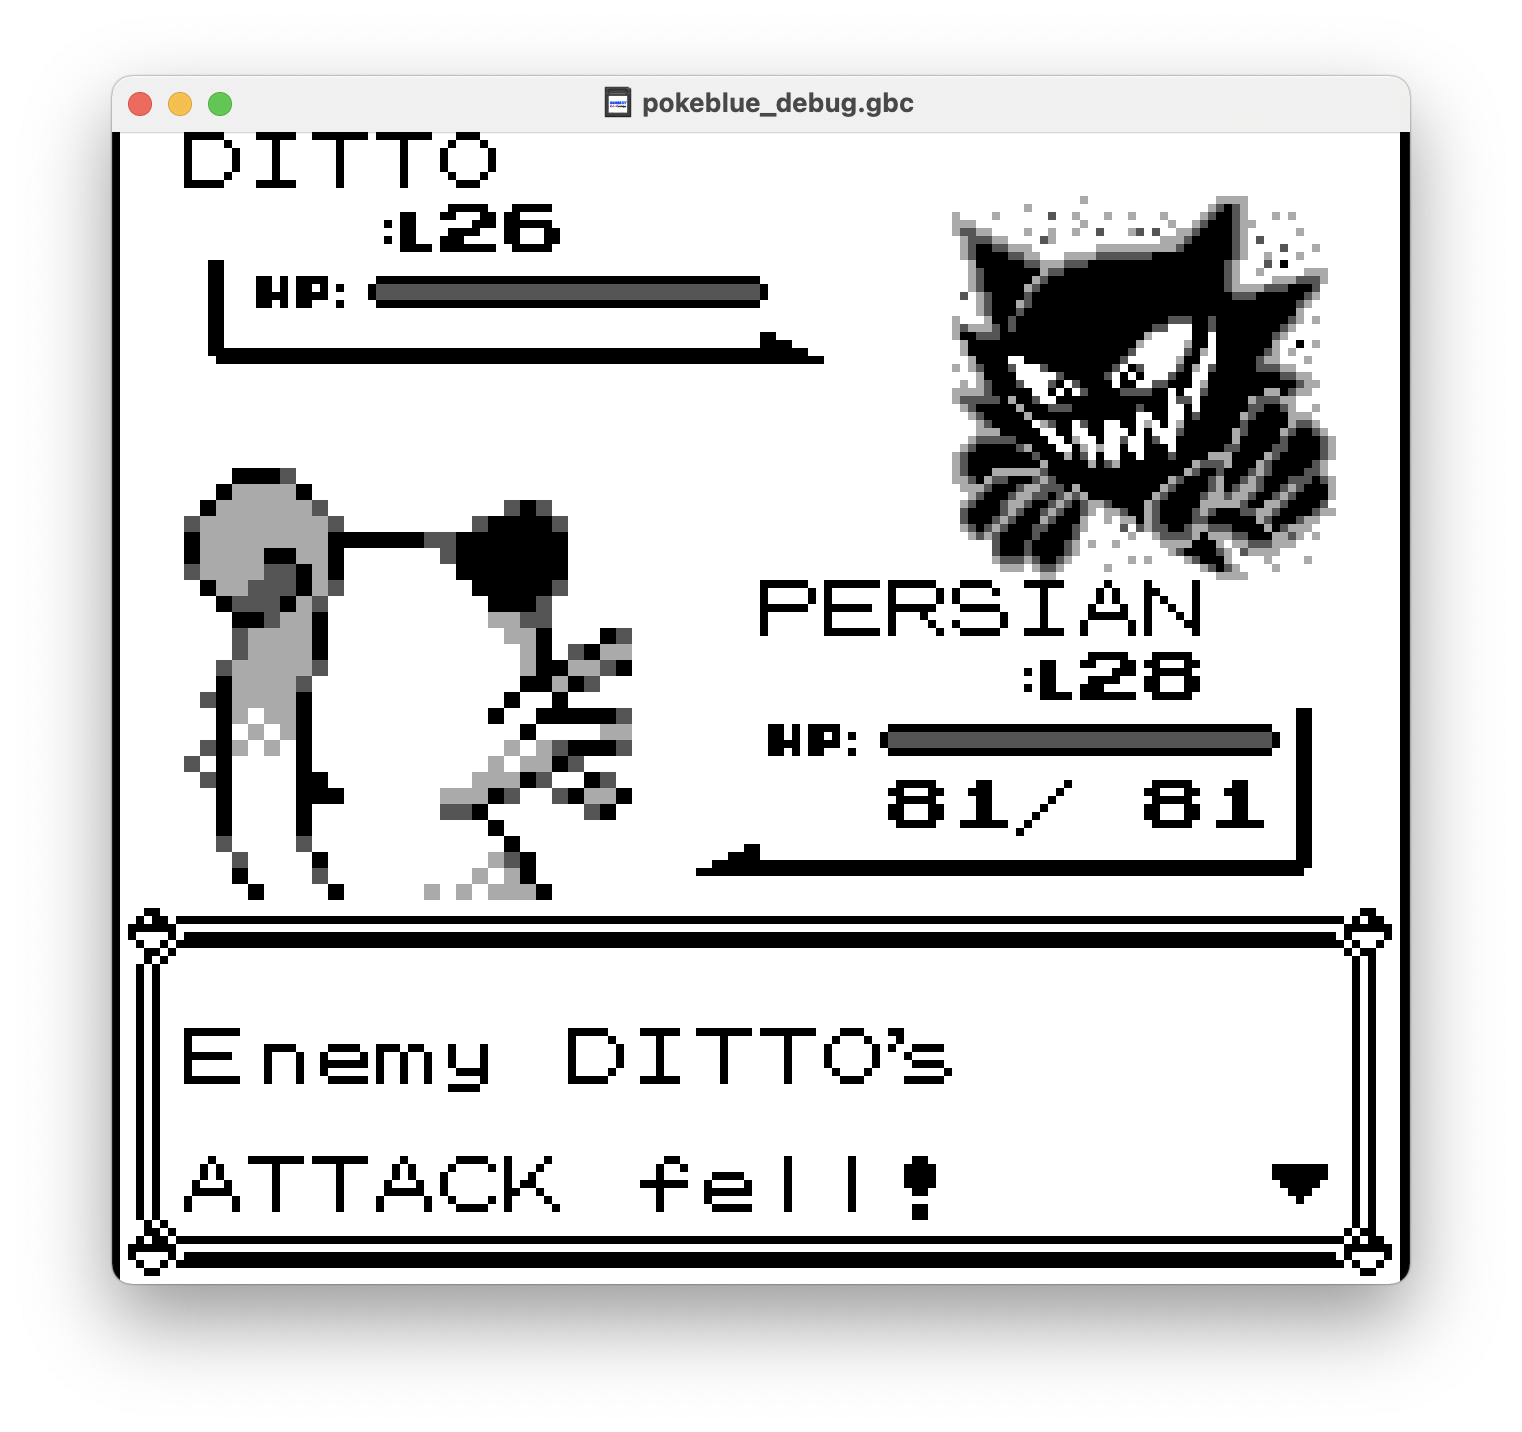 pokeblue_debug.gbc
DITTO
:L26
HP:
PERSIAN
:L28
HP:
81/ 81
Enemy DITTO's
ATTACK fell!